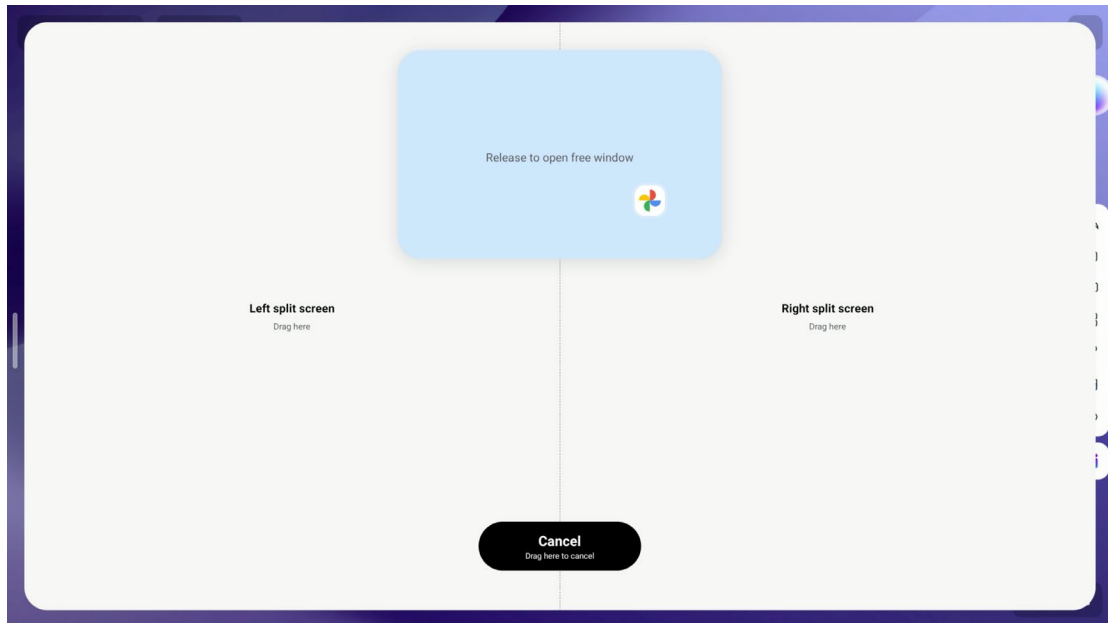 Release to open free window
Left split screen
Drag here
Right split screen
Drag here
Cancel
Drag here to cancel